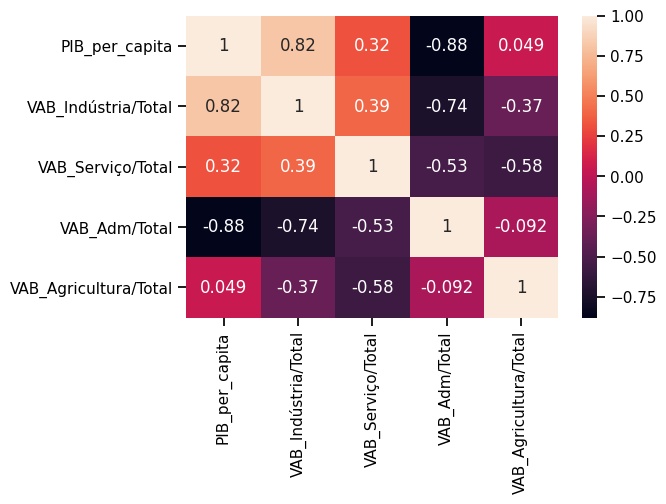 PIB_per_capita 1 0.82 0.32 -0.88 0.049
VAB_Indústria/Total 0.82 1 0.39 -0.74 -0.37
VAB_Serviço/Total 0.32 0.39 1 -0.53 -0.58
VAB_Adm/Total -0.88 -0.74 -0.53 1 -0.092
VAB_Agricultura/Total 0.049 -0.37 -0.58 -0.092 1
PIB_per_capita
VAB_Indústria/Total
VAB_Serviço/Total
VAB_Adm/Total
VAB_Agricultura/Total
1.00
0.75
0.50
0.25
0.00
−0.25
−0.50
−0.75